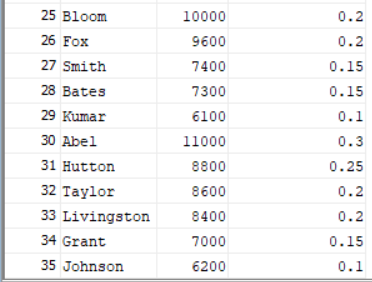 25 Bloom 10000 0.2
26 Fox 9600 0.2
27 Smith 7400 0.15
28 Bates 7300 0.15
29 Kumar 6100 0.1
30 Abel 11000 0.3
31 Hutton 8800 0.25
32 Taylor 8600 0.2
33 Livingston 8400 0.2
34 Grant 7000 0.15
35 Johnson 6200 0.1